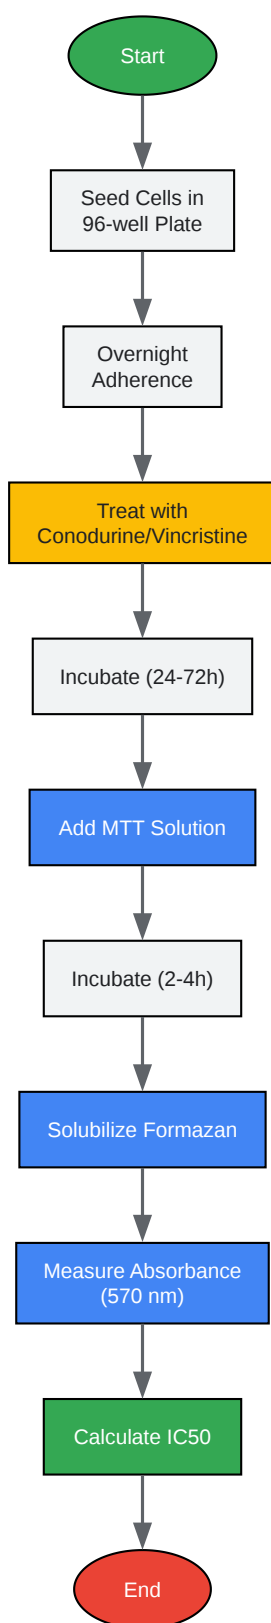 Start
Seed Cells in
96-well Plate
Overnight
Adherence
Treat with
Conodurine/Vincristine
Incubate (24-72h)
Add MTT Solution
Incubate (2-4h)
Solubilize Formazan
Measure Absorbance
(570 nm)
Calculate IC50
End